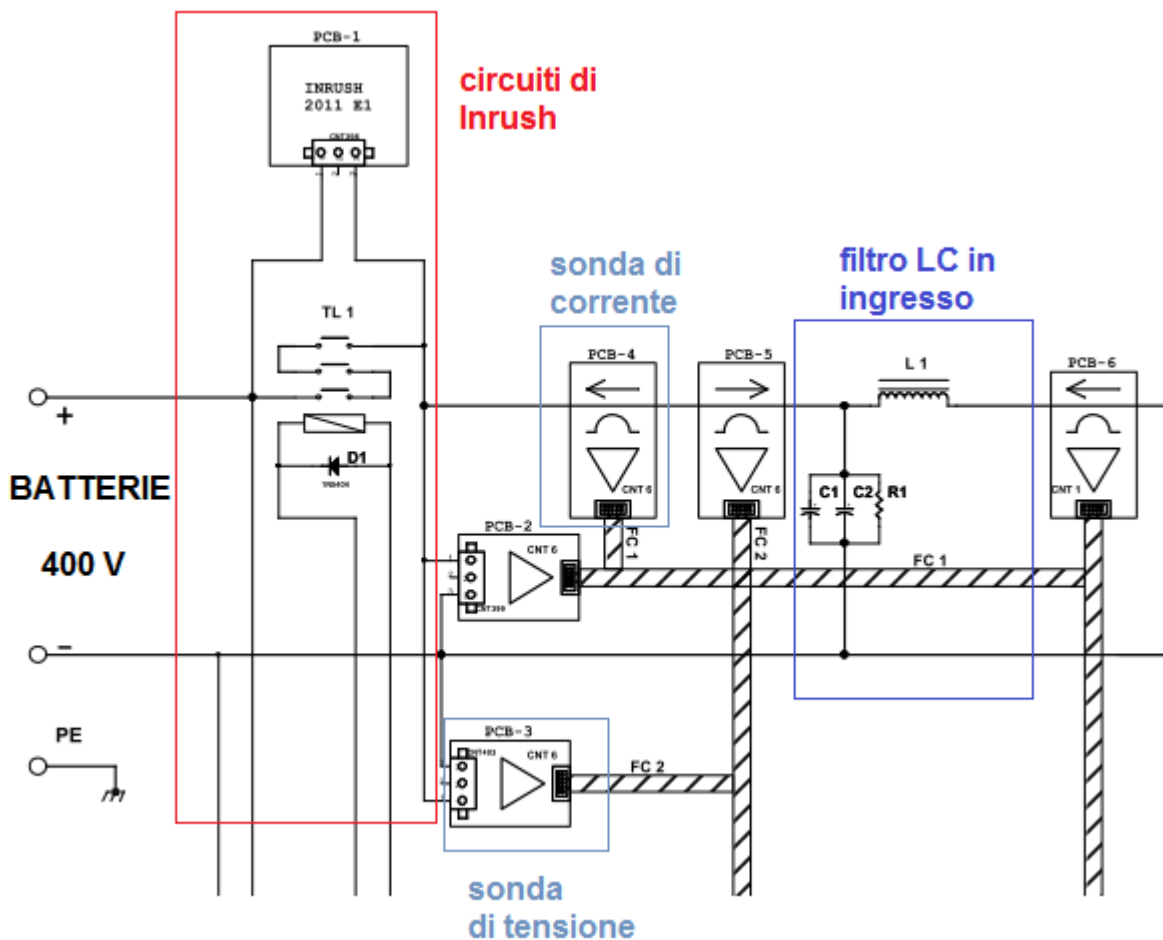 PCB-1
INRUSH
2011 E1
circuiti di
Inrush
TL 1
sonda di
corrente
filtro LC in
ingresso
PCB-4
PCB-5
L 1
PCB-6
+
BATTERIE
400 V
D1
CNT 6
CNT 6
C1
C2
R1
CNT 1
PCB-2
CNT 6
FC 1
FC 2
FC 1
-
PE
PCB-3
CNT 6
FC 2
sonda
di tensione